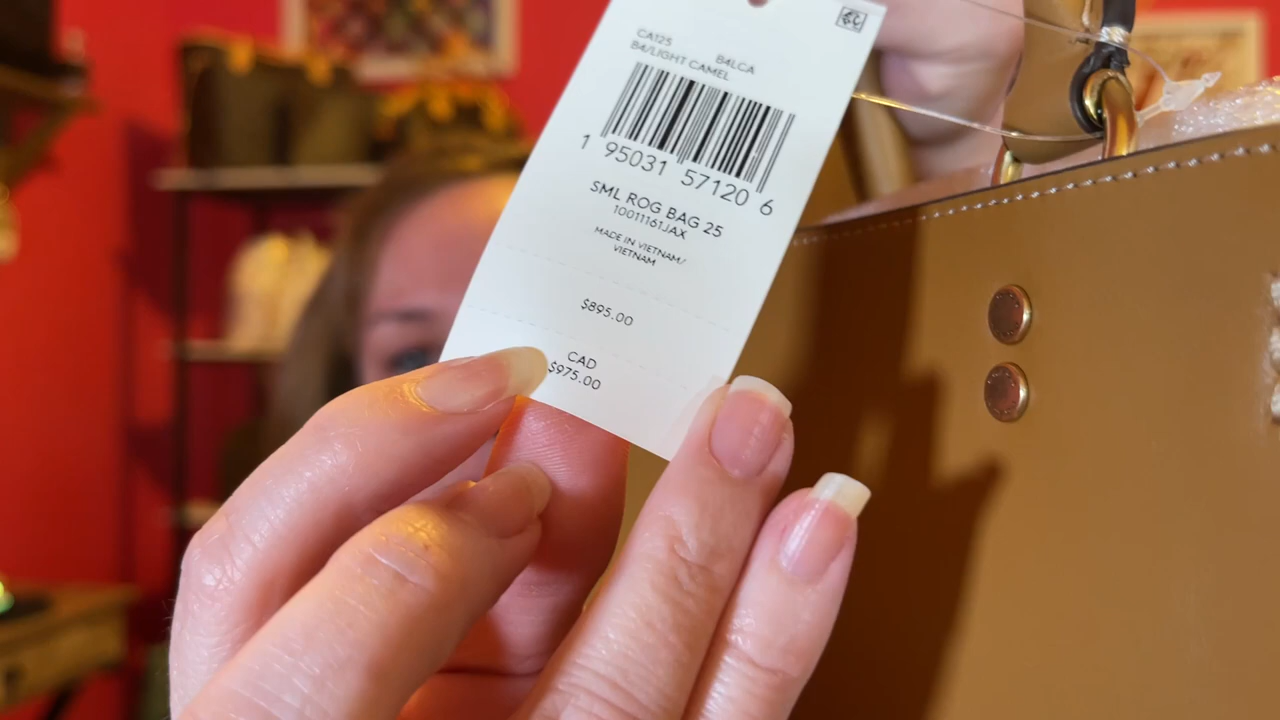 CA125 B4LCA
B4/LIGHT CAMEL
1 95031 57120 6
SML ROG BAG 25
10011161JAX
MADE IN VIETNAM/
VIETNAM
$895.00
CAD
$975.00